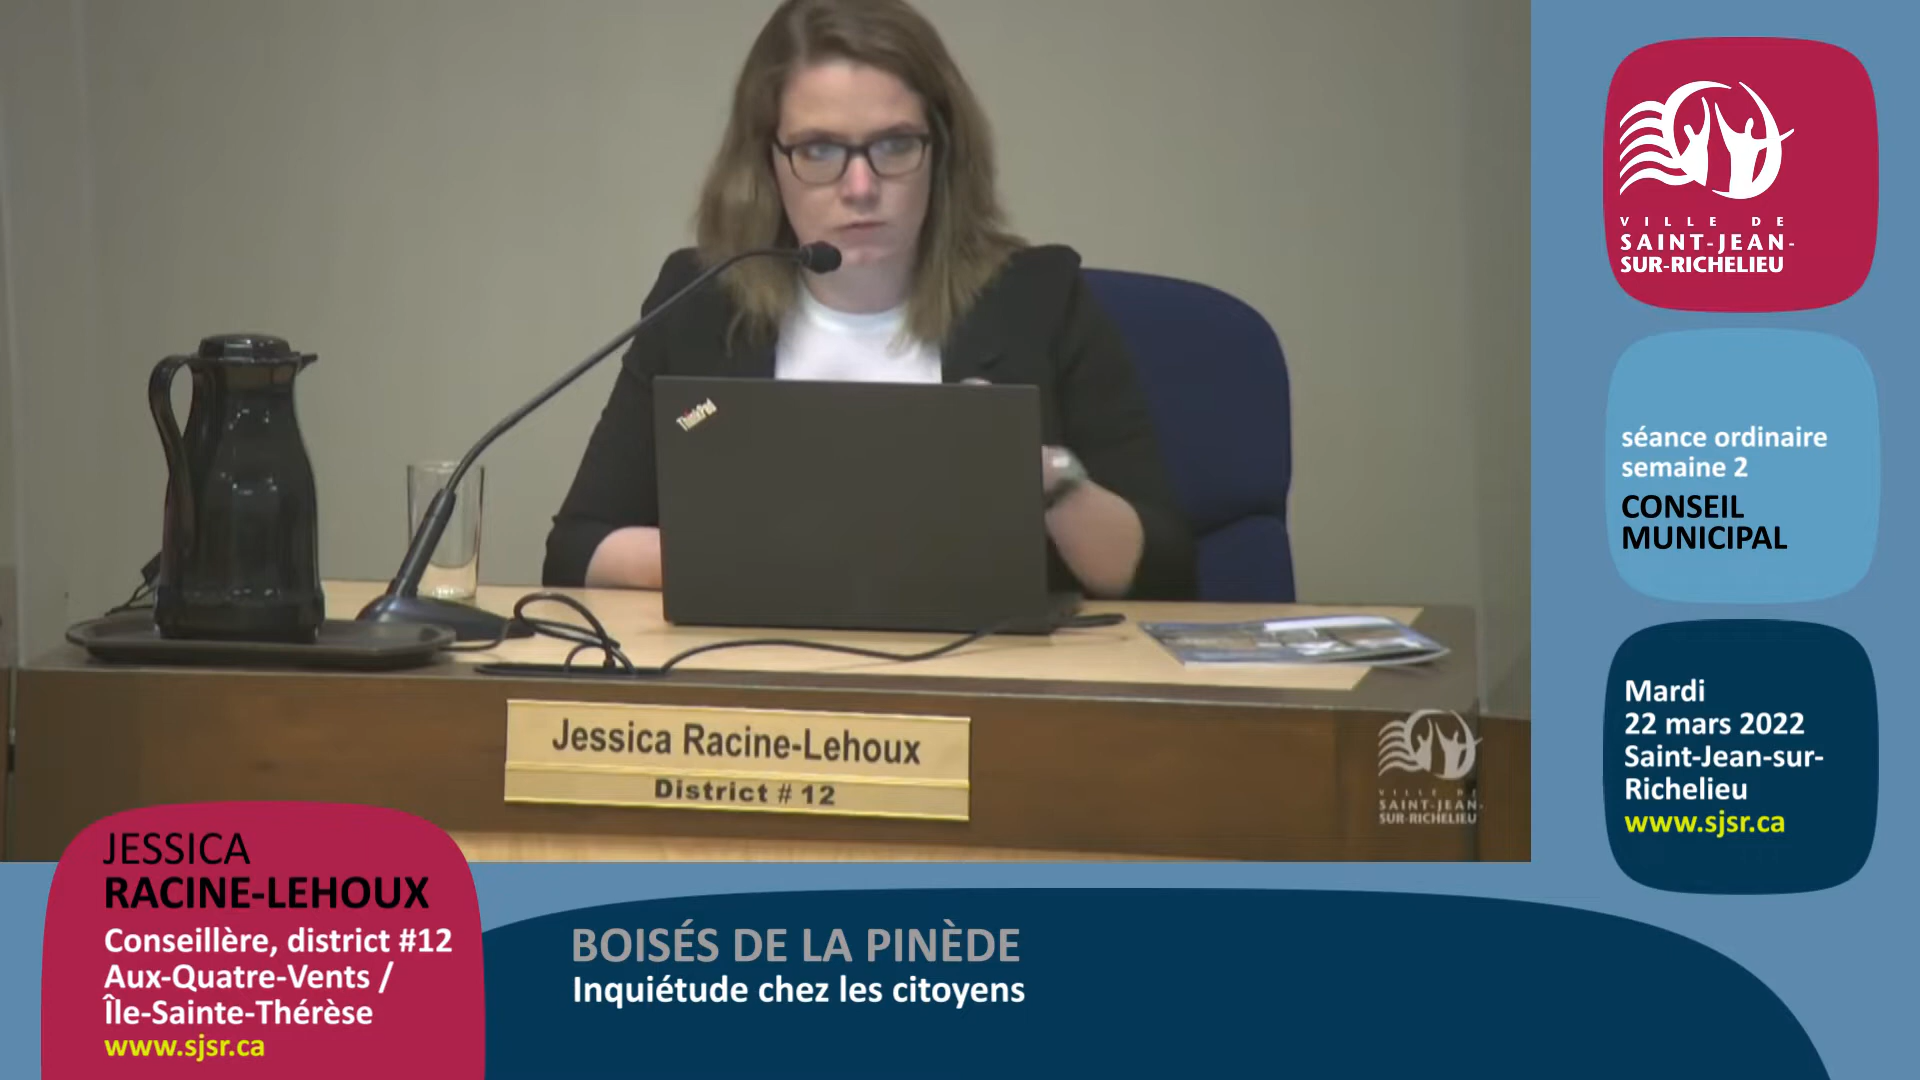 VILLE DE
SAINT-JEAN-
SUR-RICHELIEU
séance ordinaire
semaine 2
CONSEIL
MUNICIPAL
Mardi
22 mars 2022
Saint-Jean-sur-
Richelieu
www.sjsr.ca
ThinkPad
Jessica Racine-Lehoux
District # 12
VILLE DE
SAINT-JEAN-
SUR-RICHELIEU
JESSICA
RACINE-LEHOUX
Conseillère, district #12
Aux-Quatre-Vents /
Île-Sainte-Thérèse
www.sjsr.ca
BOISÉS DE LA PINÈDE
Inquiétude chez les citoyens